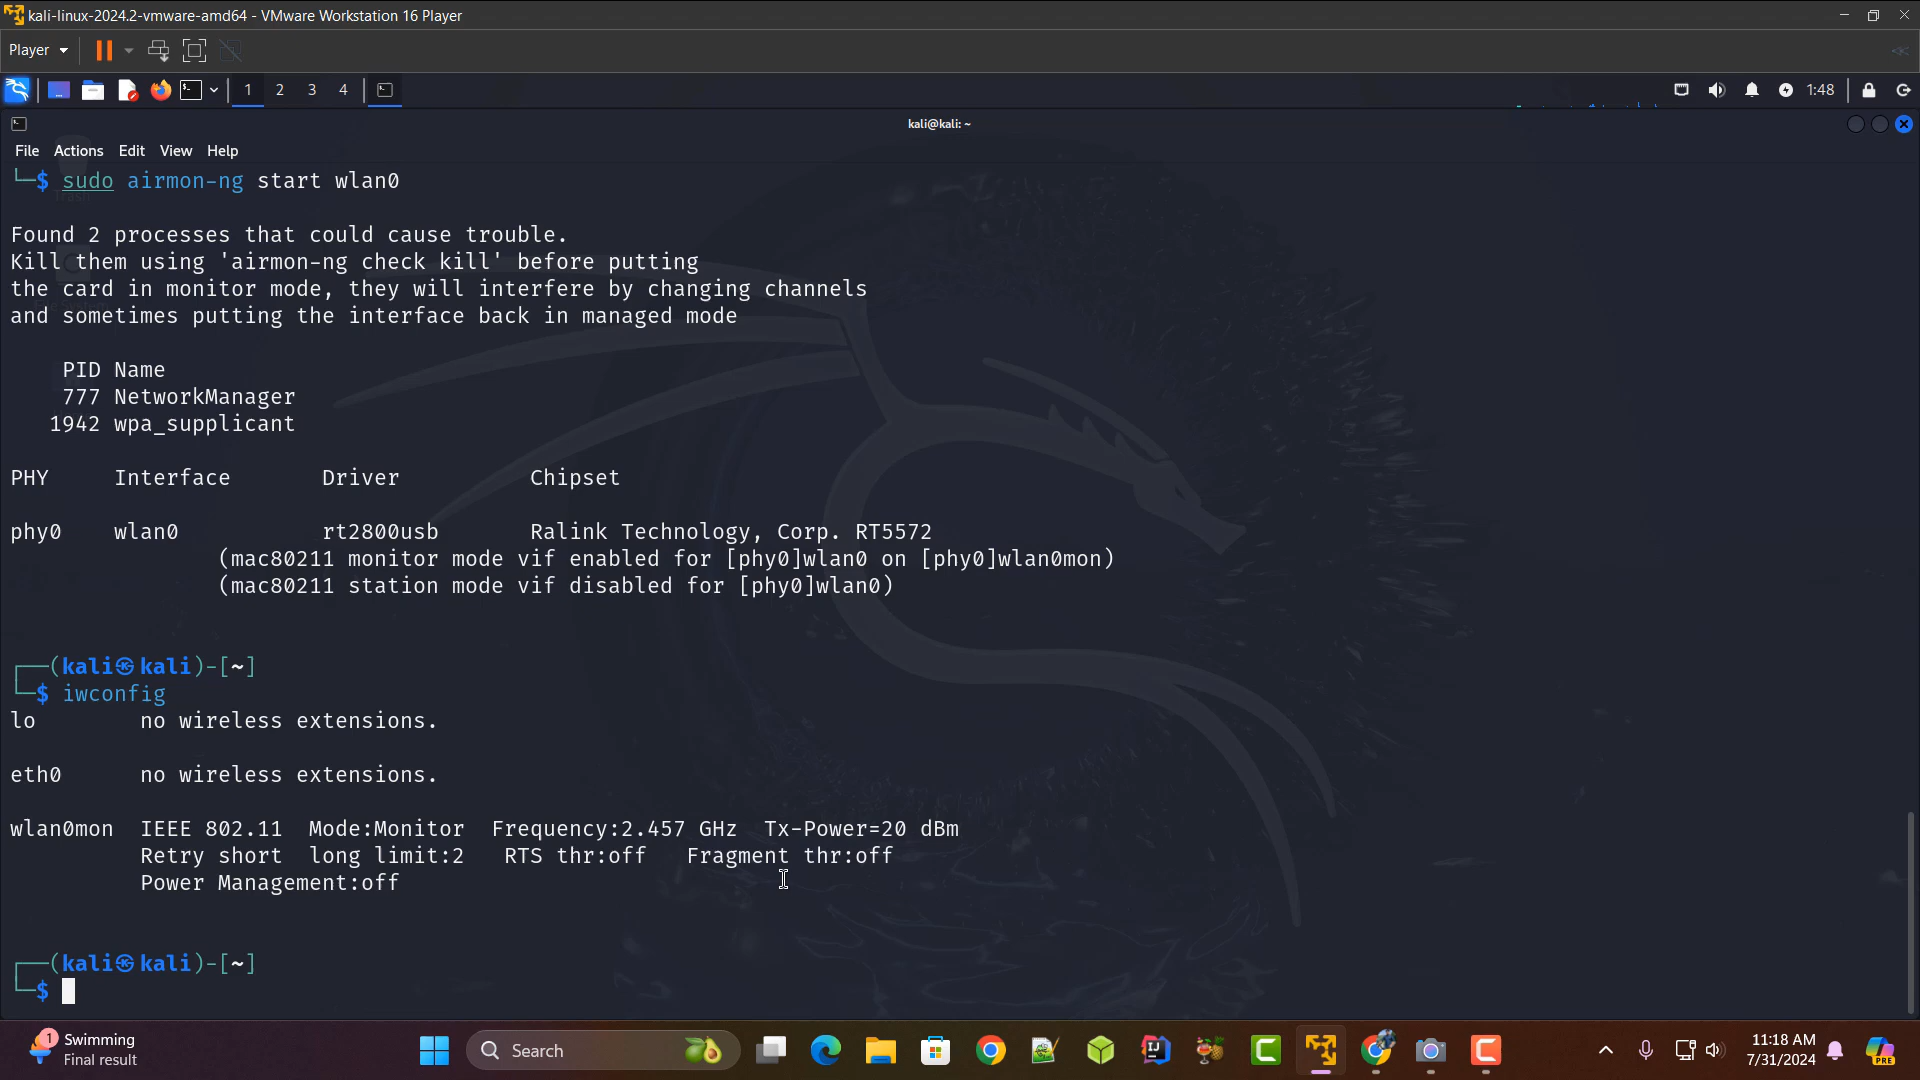 kali-linux-2024.2-vmware-amd64 - VMware Workstation 16 Player
Player
1 2 3 4
1:48
kali@kali: ~
File Actions Edit View Help
└─$ sudo airmon-ng start wlan0
Found 2 processes that could cause trouble.
Kill them using 'airmon-ng check kill' before putting
the card in monitor mode, they will interfere by changing channels
and sometimes putting the interface back in managed mode
PID Name
777 NetworkManager
1942 wpa_supplicant
PHY Interface Driver Chipset
phy0 wlan0 rt2800usb Ralink Technology, Corp. RT5572
(mac80211 monitor mode vif enabled for [phy0]wlan0 on [phy0]wlan0mon)
(mac80211 station mode vif disabled for [phy0]wlan0)
┌──(kali㉿kali)-[~]
└─$ iwconfig
lo no wireless extensions.
eth0 no wireless extensions.
wlan0mon IEEE 802.11 Mode:Monitor Frequency:2.457 GHz Tx-Power=20 dBm
Retry short long limit:2 RTS thr:off Fragment thr:off
Power Management:off
┌──(kali㉿kali)-[~]
└─$
1
Swimming
Final result
Search
11:18 AM
7/31/2024
PRE